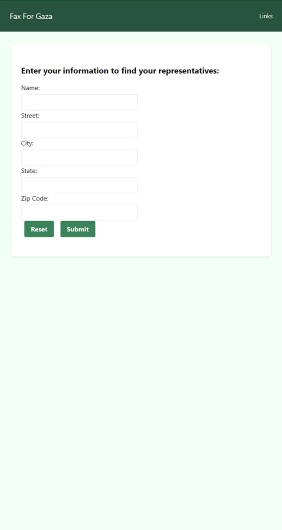 Fax For Gaza
Links
Enter your information to find your representatives:
Name:
Street:
City:
State:
Zip Code:
Reset
Submit